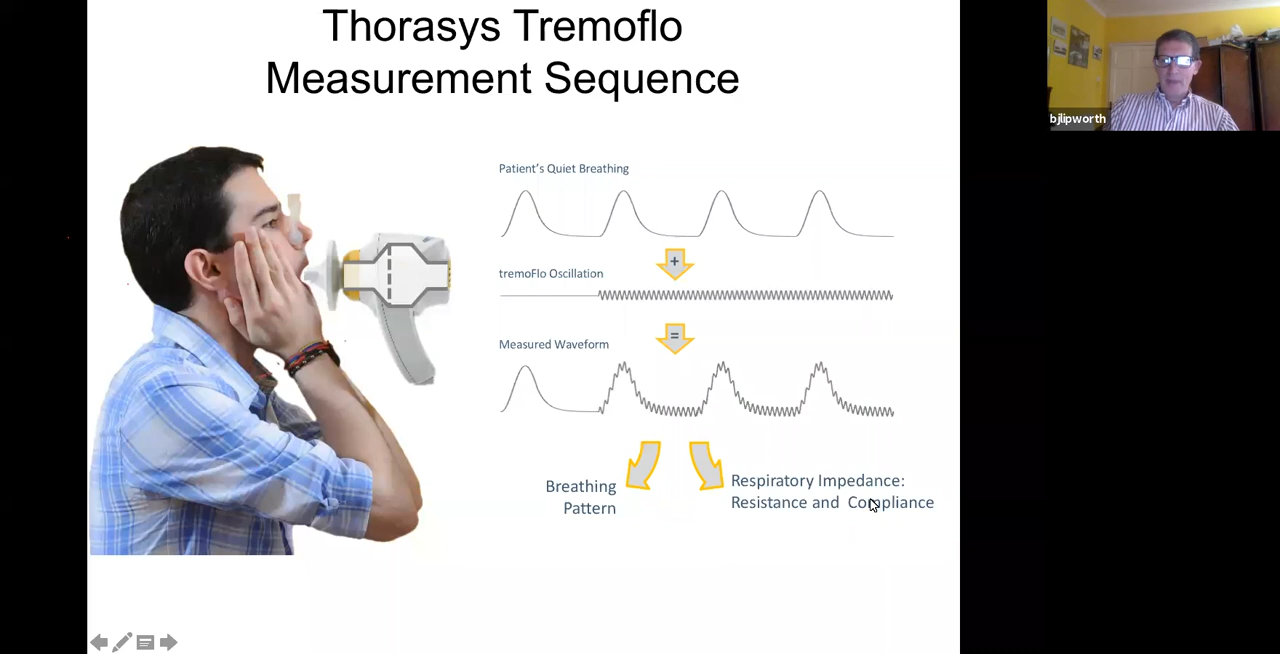 Thorasys Tremoflo
Measurement Sequence
bjlipworth
Patient's Quiet Breathing
+
tremoFlo Oscillation
=
Measured Waveform
Breathing
Pattern
Respiratory Impedance:
Resistance and Compliance